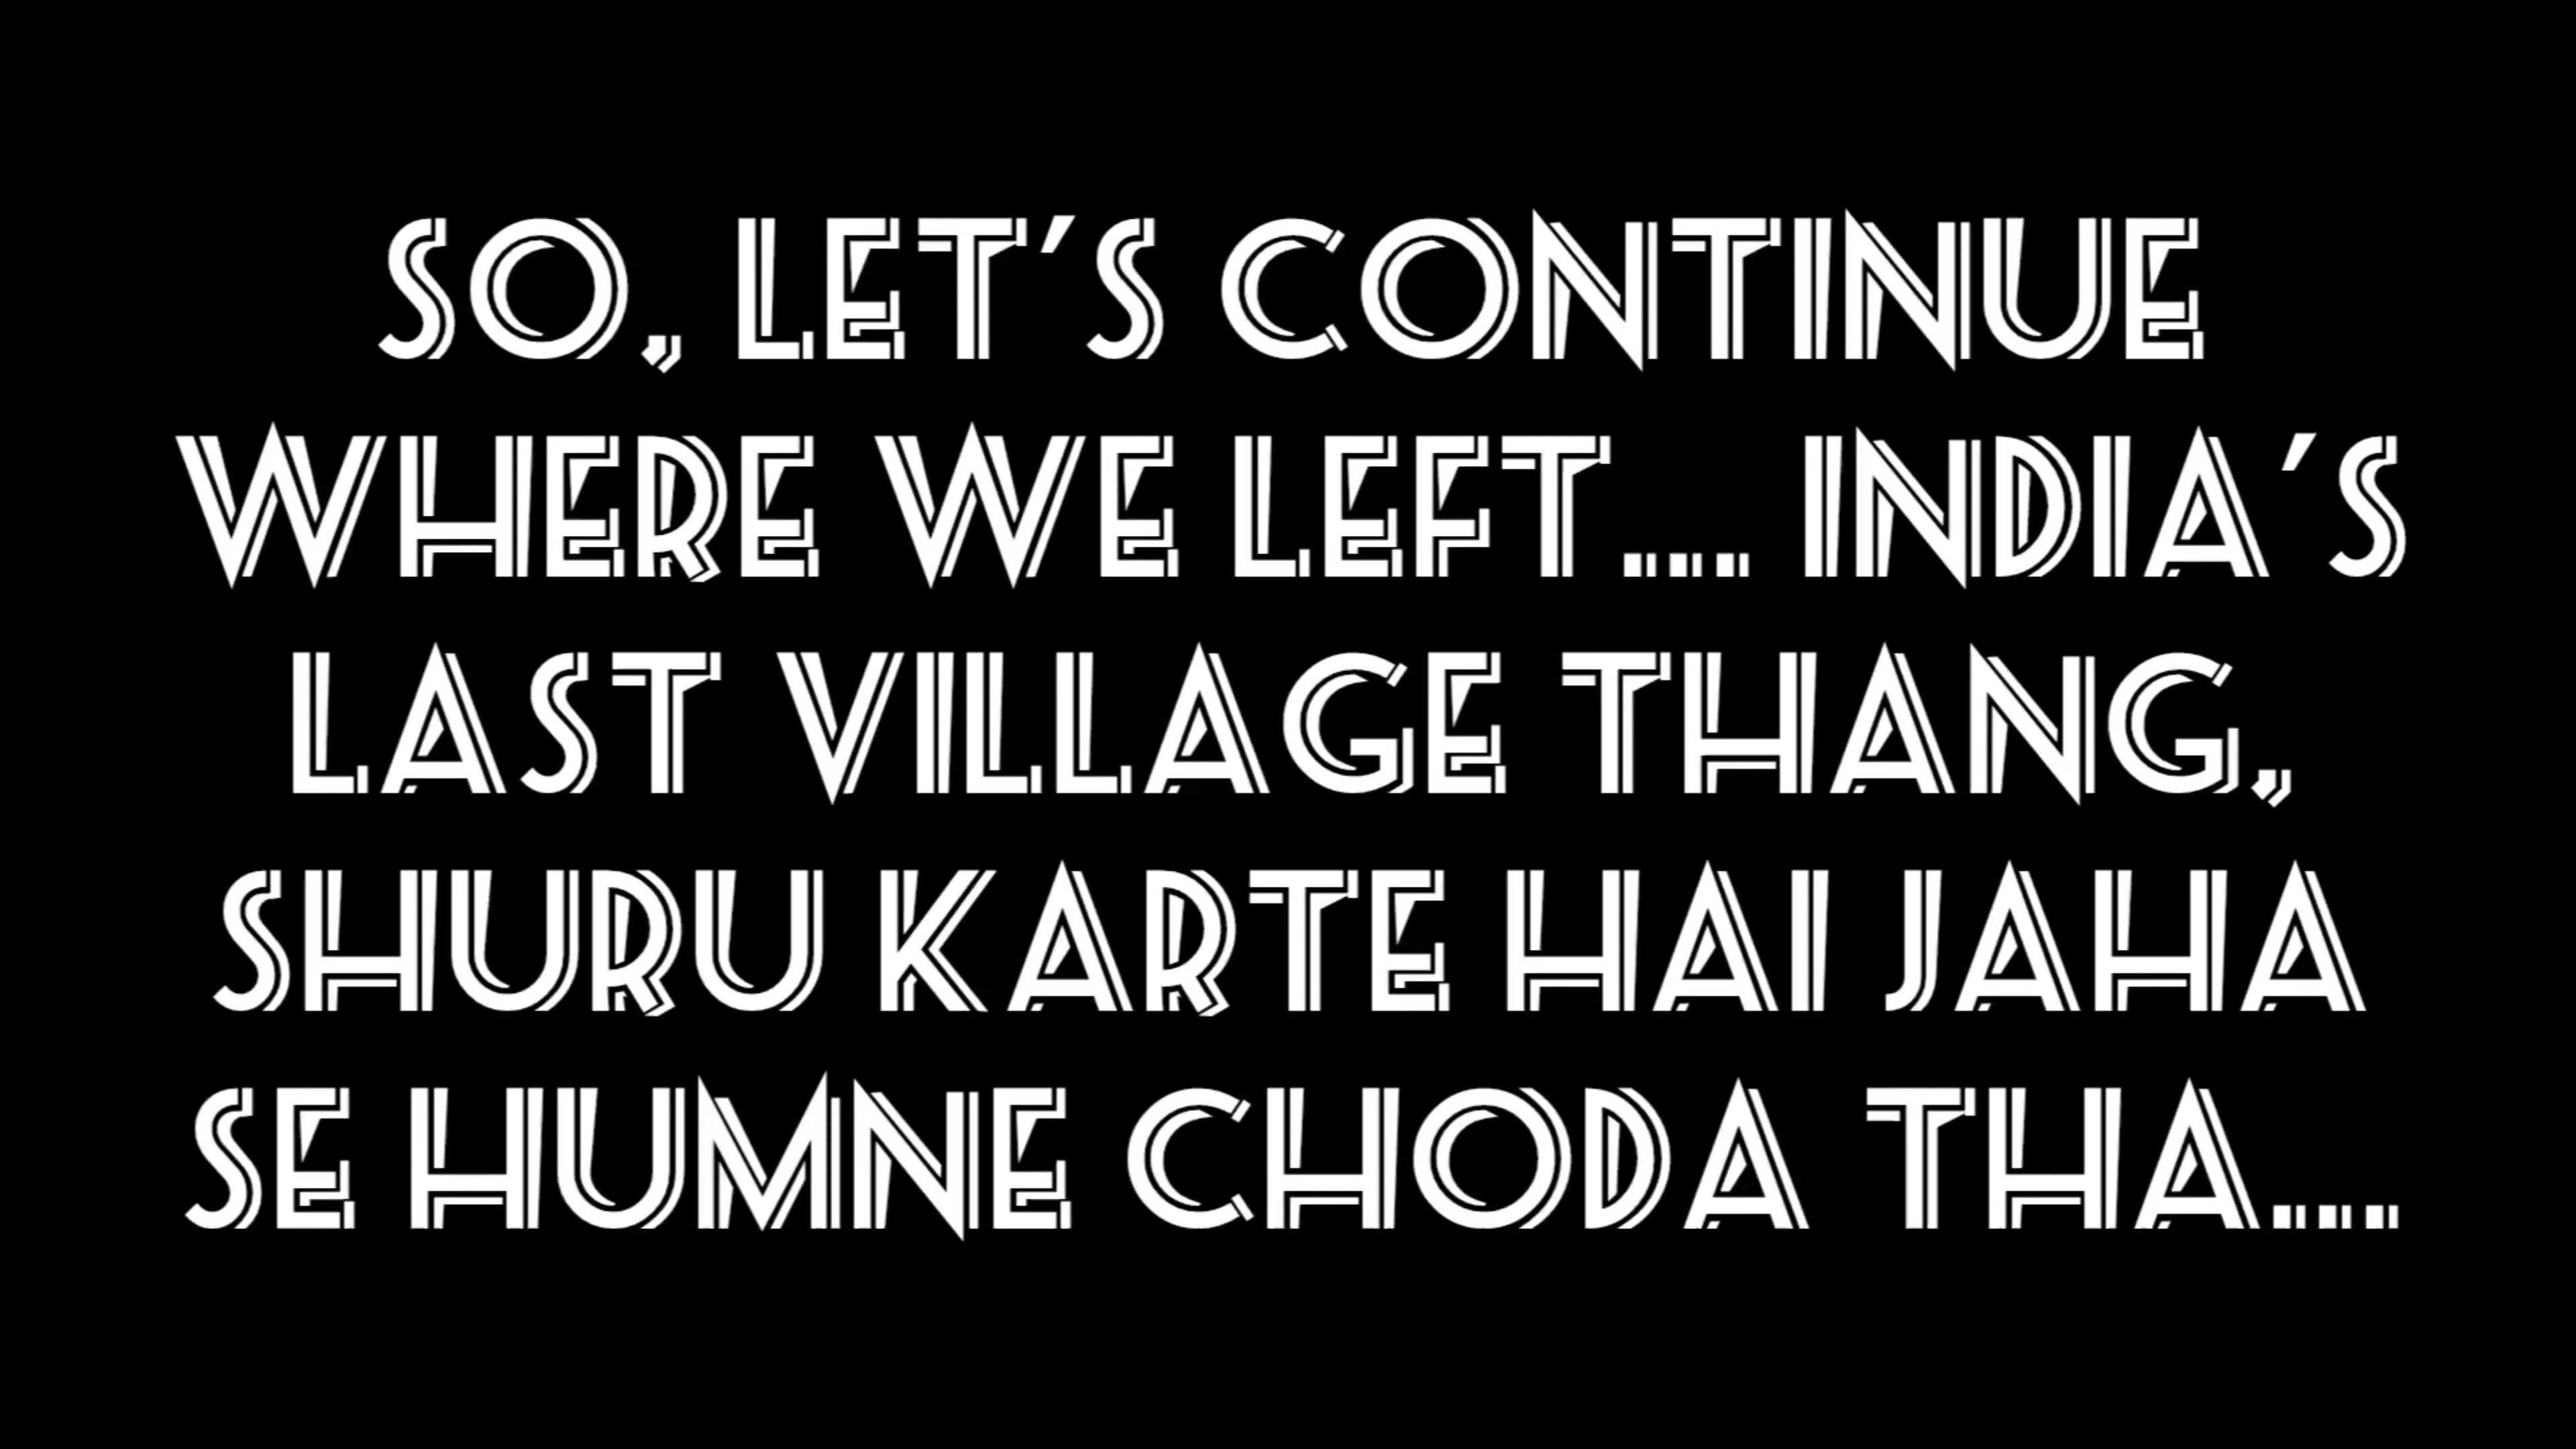 SO, LET'S CONTINUE
WHERE WE LEFT.... INDIA'S
LAST VILLAGE THANG,
SHURU KARTE HAI JAHA
SE HUMNE CHODA THA....